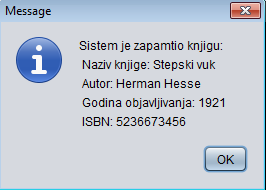 Message
Sistem je zapamtio knjigu:
Naziv knjige: Stepski vuk
Autor: Herman Hesse
Godina objavljivanja: 1921
ISBN: 5236673456
OK